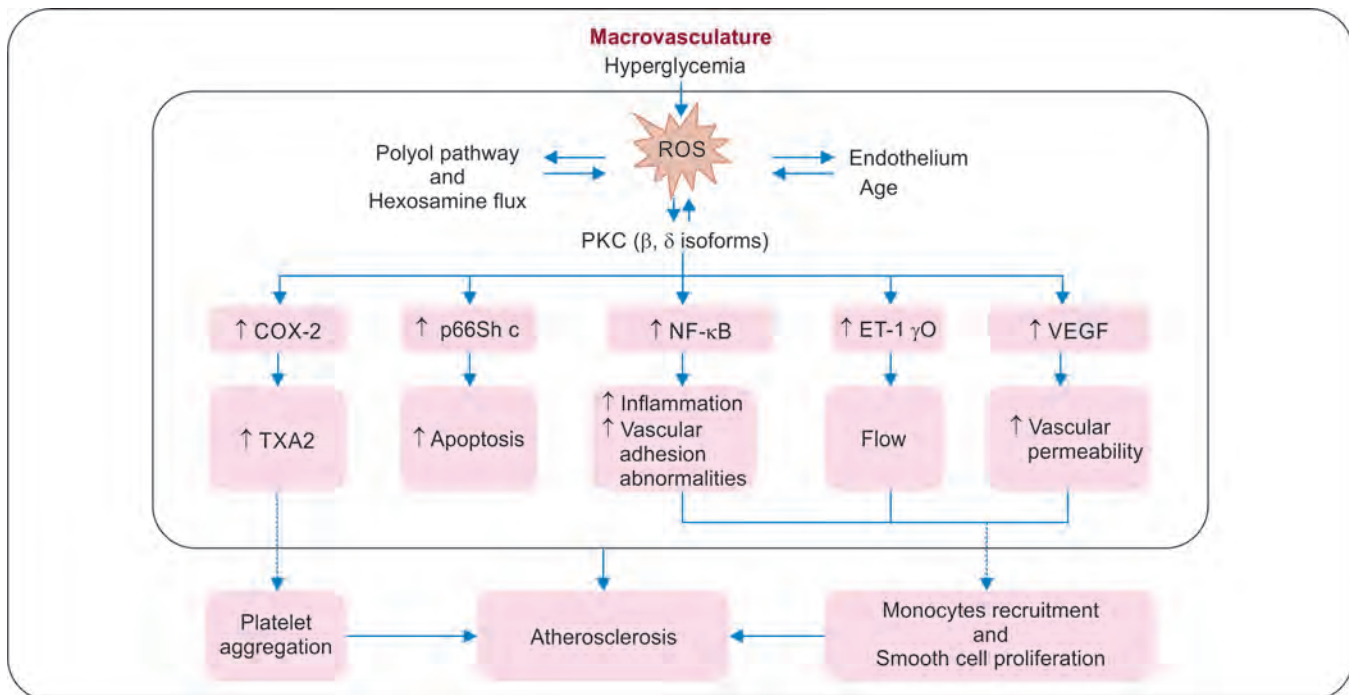 Macrovasculature
Hyperglycemia
ROS
Polyol pathway
and
Hexosamine flux
Endothelium
Age
PKC (β, δ isoforms)
↑ COX-2
↑ p66Sh c
↑ NF-κB
↑ ET-1 γO
↑ VEGF
↑ TXA2
↑ Apoptosis
↑ Inflammation
↑ Vascular
adhesion
abnormalities
Flow
↑ Vascular
permeability
Platelet
aggregation
Atherosclerosis
Monocytes recruitment
and
Smooth cell proliferation